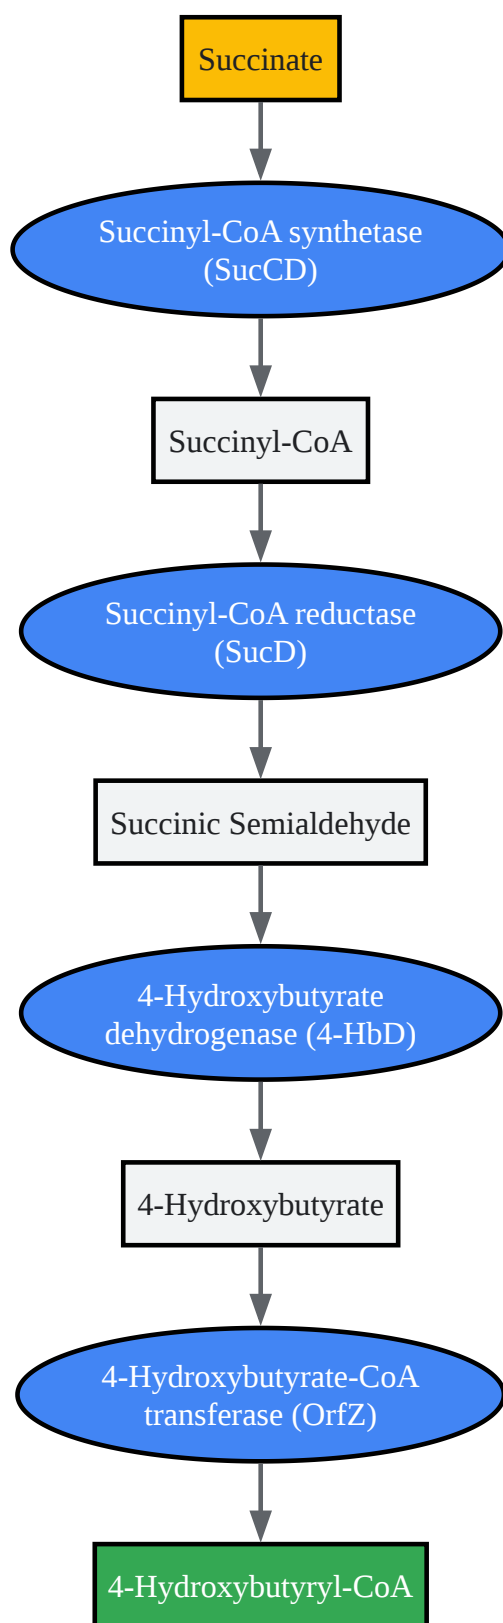 Succinate
Succinyl-CoA synthetase
(SucCD)
Succinyl-CoA
Succinyl-CoA reductase
(SucD)
Succinic Semialdehyde
4-Hydroxybutyrate
dehydrogenase (4-HbD)
4-Hydroxybutyrate
4-Hydroxybutyrate-CoA
transferase (OrfZ)
4-Hydroxybutyryl-CoA